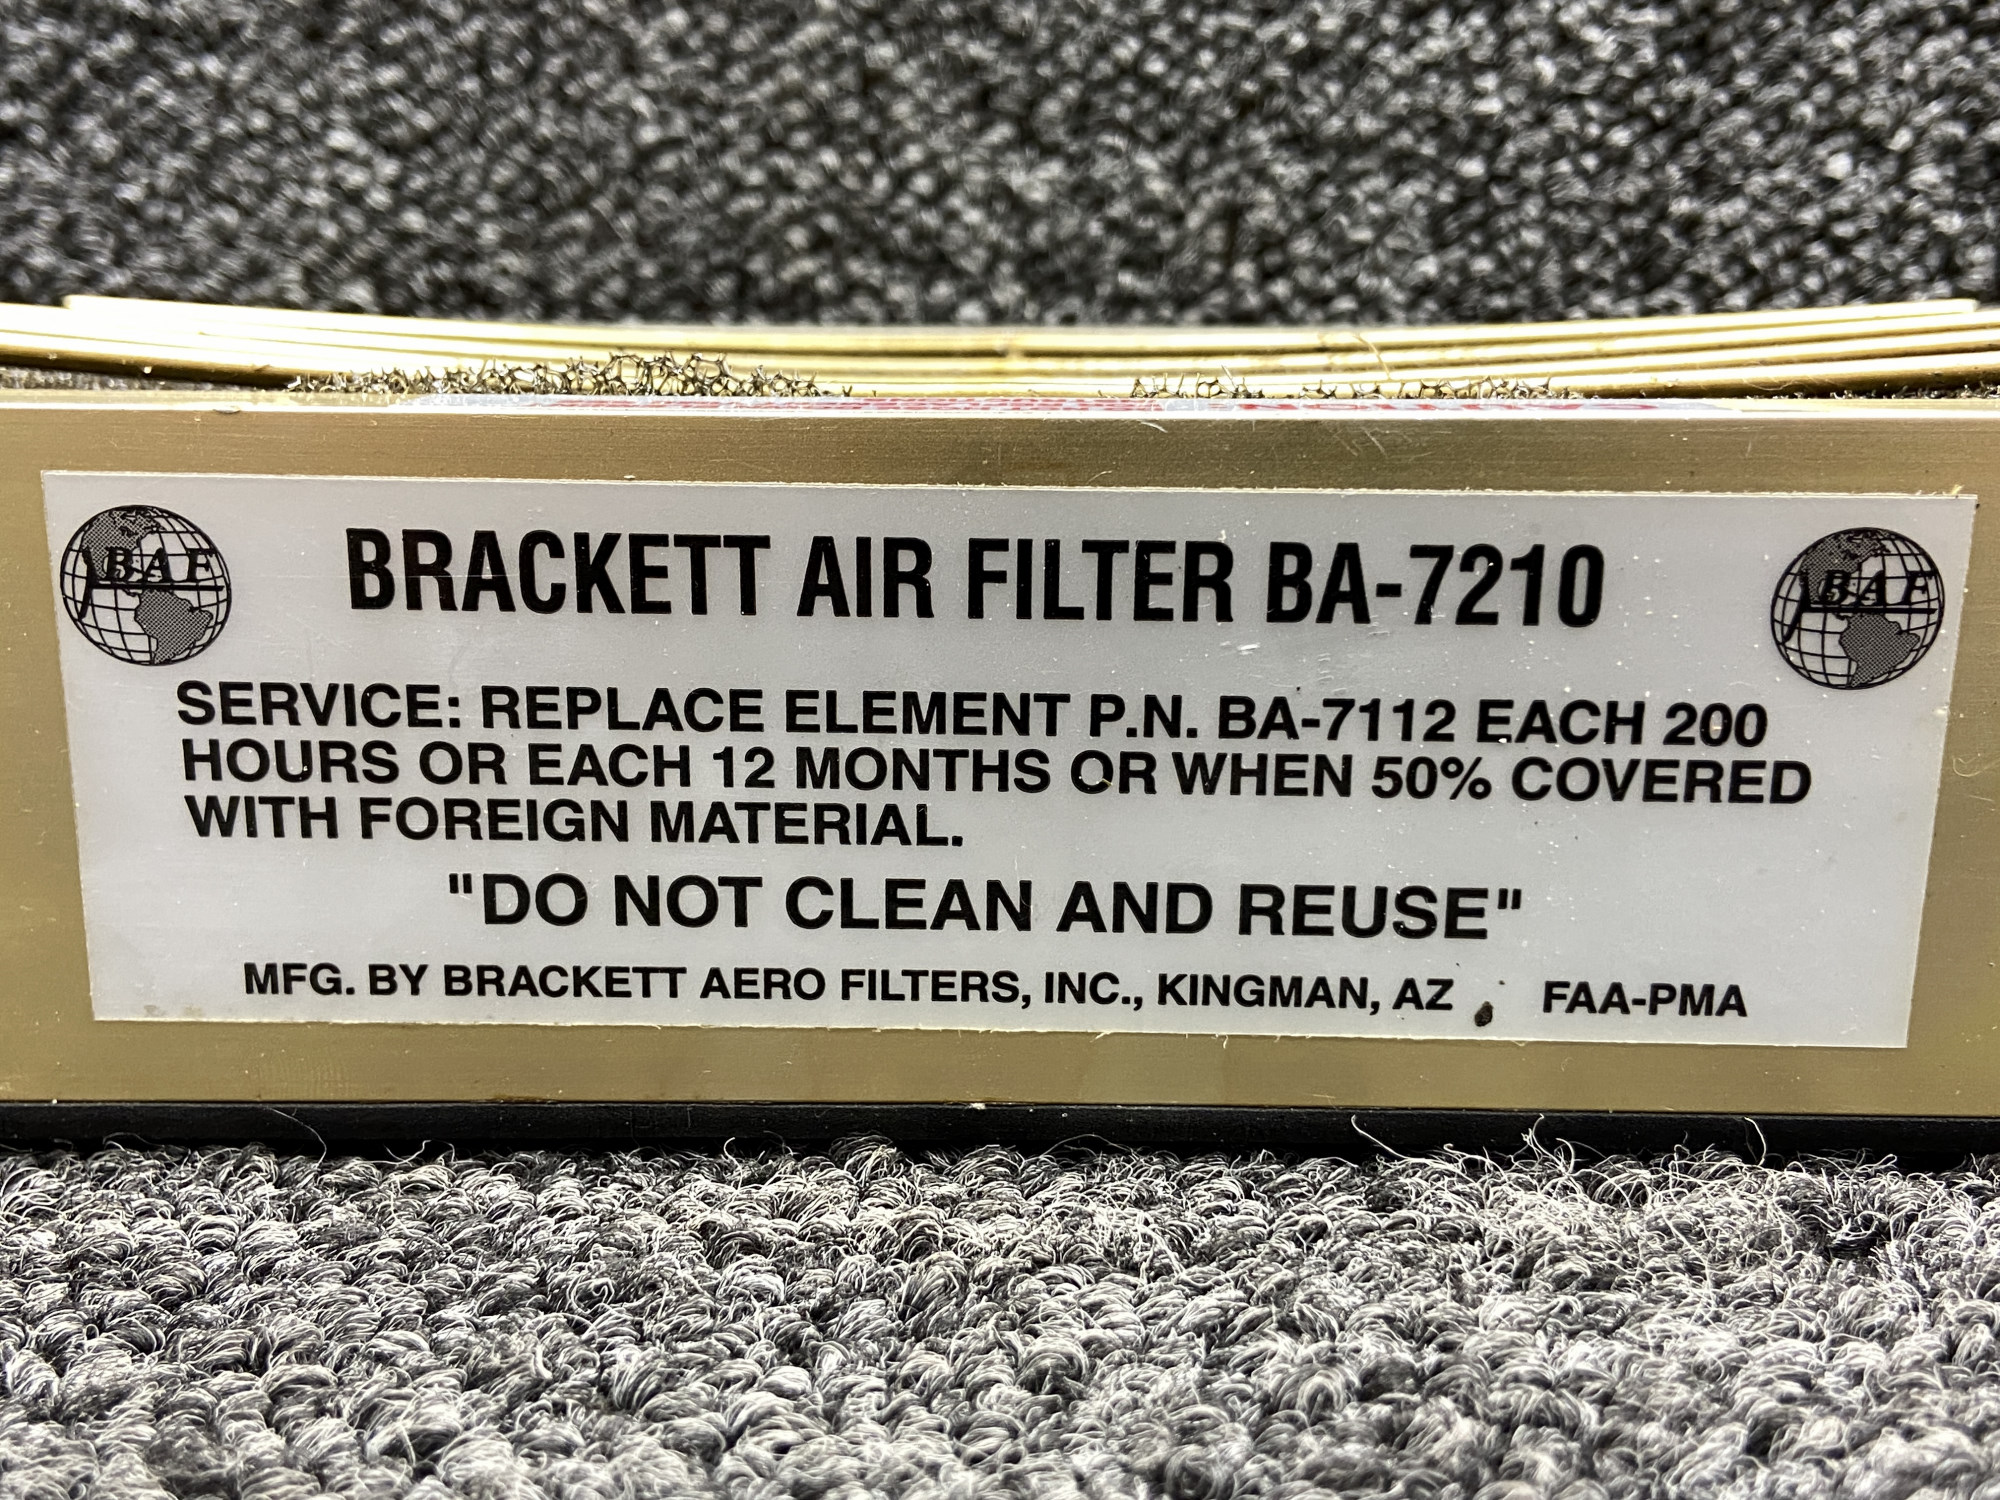 BAF
BRACKETT AIR FILTER BA-7210
BAF
SERVICE: REPLACE ELEMENT P.N. BA-7112 EACH 200
HOURS OR EACH 12 MONTHS OR WHEN 50% COVERED
WITH FOREIGN MATERIAL.
"DO NOT CLEAN AND REUSE"
MFG. BY BRACKETT AERO FILTERS, INC., KINGMAN, AZ FAA-PMA